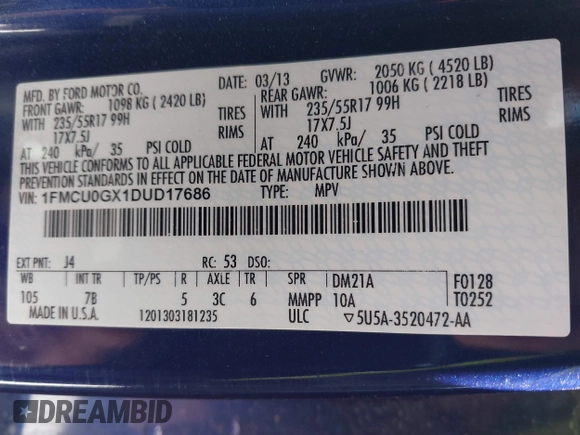 MFD. BY FORD MOTOR CO. DATE: 03/13 GVWR: 2050 KG ( 4520 LB)
FRONT GAWR: 1098 KG ( 2420 LB) REAR GAWR: 1006 KG ( 2218 LB)
WITH 235/55R17 99H TIRES WITH 235/55R17 99H TIRES
17X7.5J RIMS 17X7.5J RIMS
AT 240 kPa/ 35 PSI COLD AT 240 kPa/ 35 PSI COLD
THIS VEHICLE CONFORMS TO ALL APPLICABLE FEDERAL MOTOR VEHICLE SAFETY AND THEFT
PREVENTION STANDARDS IN EFFECT ON THE DATE OF MANUFACTURE SHOWN ABOVE.
VIN: 1FMCU0GX1DUD17686 TYPE: MPV
EXT PNT: J4 RC: 53 DSO:
WB INT TR TP/PS R AXLE TR SPR DM21A F0128
105 7B 5 3C 6 MMPP 10A T0252
MADE IN U.S.A. 1201303181235 ULC ▽5U5A-3520472-AA
DREAMBID